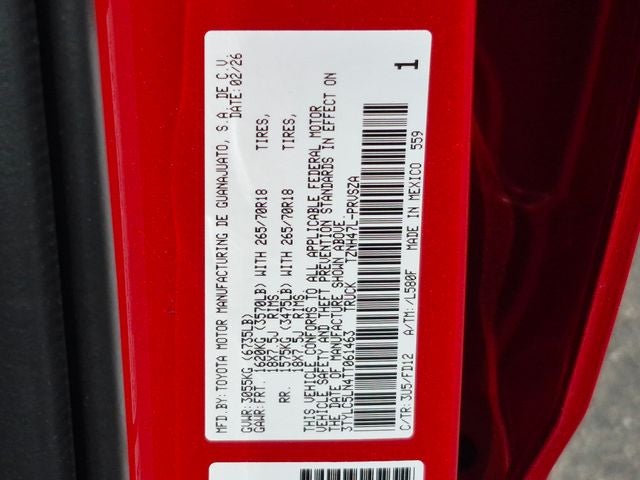 MFD.BY: TOYOTA MOTOR MANUFACTURING DE GUANAJUATO, S.A. DE C.V.
DATE: 02/26
GVWR: 3055KG (6735LB)
GAWR: FRT. 1620KG (3570LB) WITH 265/70R18 TIRES,
18X7.5J RIMS
RR. 1575KG (3475LB) WITH 265/70R18 TIRES,
18X7.5J RIMS
THIS VEHICLE CONFORMS TO ALL APPLICABLE FEDERAL MOTOR
VEHICLE SAFETY AND THEFT PREVENTION STANDARDS IN EFFECT ON
THE DATE OF MANUFACTURE SHOWN ABOVE.
3TYLC5LN4TT061463 TRUCK TZNH47L-PRVSZA
C/TR: 3U5/FD12 A/TM: /L580F MADE IN MEXICO 559
1